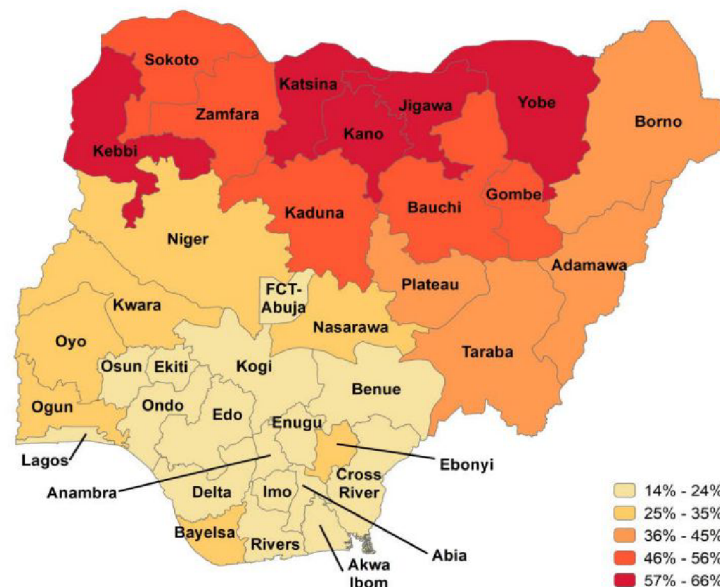 Sokoto
Katsina
Zamfara
Jigawa
Yobe
Kano
Borno
Kebbi
Kaduna
Bauchi
Gombe
Niger
Adamawa
Plateau
FCT-
Abuja
Kwara
Nasarawa
Oyo
Taraba
Osun
Ekiti
Kogi
Benue
Ogun
Ondo
Edo
Enugu
Lagos
Ebonyi
Anambra
Cross
River
Delta
Imo
Bayelsa
Rivers
Abia
Akwa
Ibom
14% - 24%
25% - 35%
36% - 45%
46% - 56%
57% - 66%